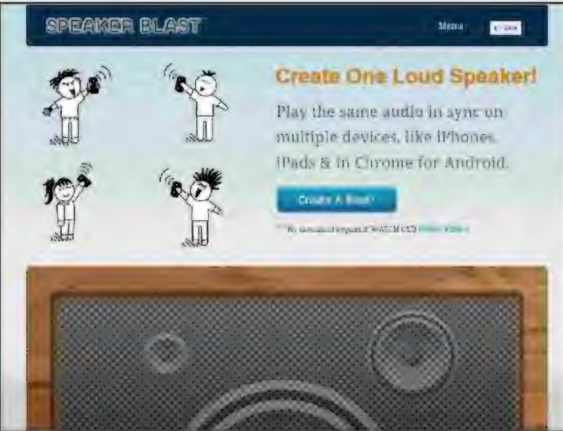 SPEAKER BLAST
Menu
Create One Loud Speaker!
Play the same audio in sync on
multiple devices, like iPhones,
iPads & in Chrome for Android.
Create A Blast